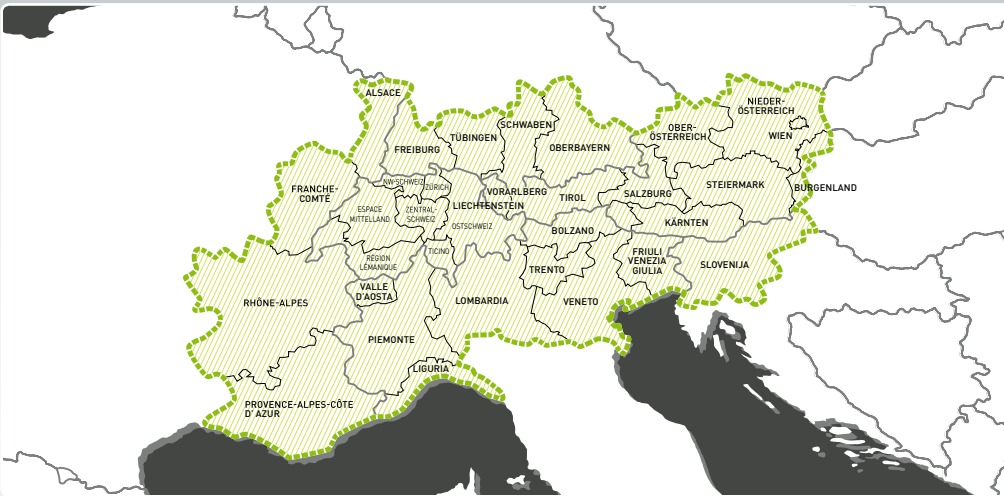 ALSACE
NIEDER-
ÖSTERREICH
SCHWABEN
OBER-
ÖSTERREICH
WIEN
TÜBINGEN
FREIBURG
OBERBAYERN
NW-SCHWEIZ
ZÜRICH
FRANCHE-
COMTÉ
VORARLBERG
TIROL
SALZBURG
STEIERMARK
BURGENLAND
LIECHTENSTEIN
ESPACE
MITTELLAND
ZENTRAL-
SCHWEIZ
OSTSCHWEIZ
BOLZANO
KÄRNTEN
TICINO
RÉGION
LÉMANIQUE
TRENTO
FRIULI
VENEZIA
GIULIA
SLOVENIJA
VALLE
D'AOSTA
RHÔNE-ALPES
LOMBARDIA
VENETO
PIEMONTE
LIGURIA
PROVENCE-ALPES-CÔTE
D' AZUR